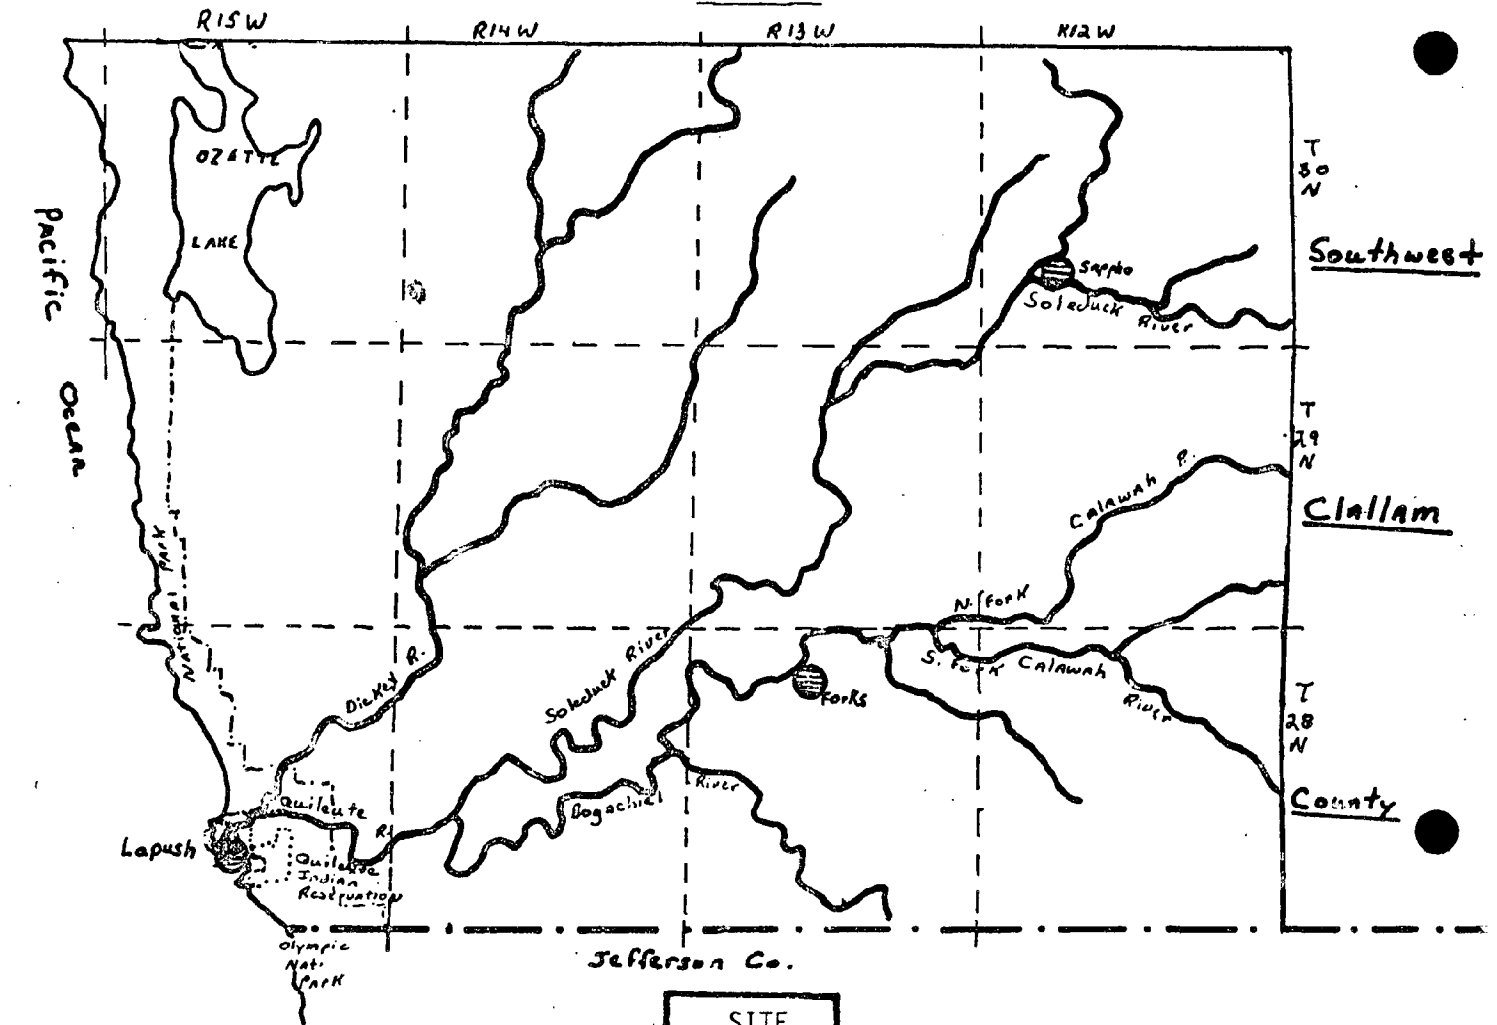 R15W R14W R13W R12W
T
30
N
OZETTE
LAKE
Pacific
Ocean
Southwest
Sappho
Soleduck River
T
29
N
Clallam
Calawah R.
N. Fork
S. Fork Calawah
River
T
28
N
National Park
Dickey R.
Soleduck River
Forks
River
Bogachiel
County
Quileute
R.
Lapush
Quileute
Indian
Reservation
Olympic
Nat.
Park
Jefferson Co.
SITE